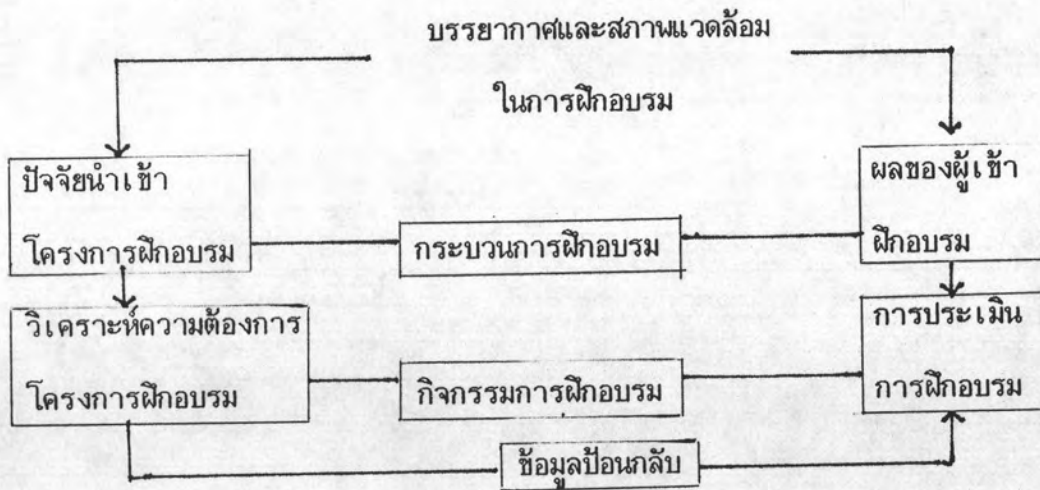 บรรยากาศและสภาพแวดล้อม
ในการฝึกอบรม
ปัจจัยนำเข้า
โครงการฝึกอบรม
กระบวนการฝึกอบรม
ผลของผู้เข้า
ฝึกอบรม
วิเคราะห์ความต้องการ
โครงการฝึกอบรม
กิจกรรมการฝึกอบรม
การประเมิน
การฝึกอบรม
ข้อมูลป้อนกลับ